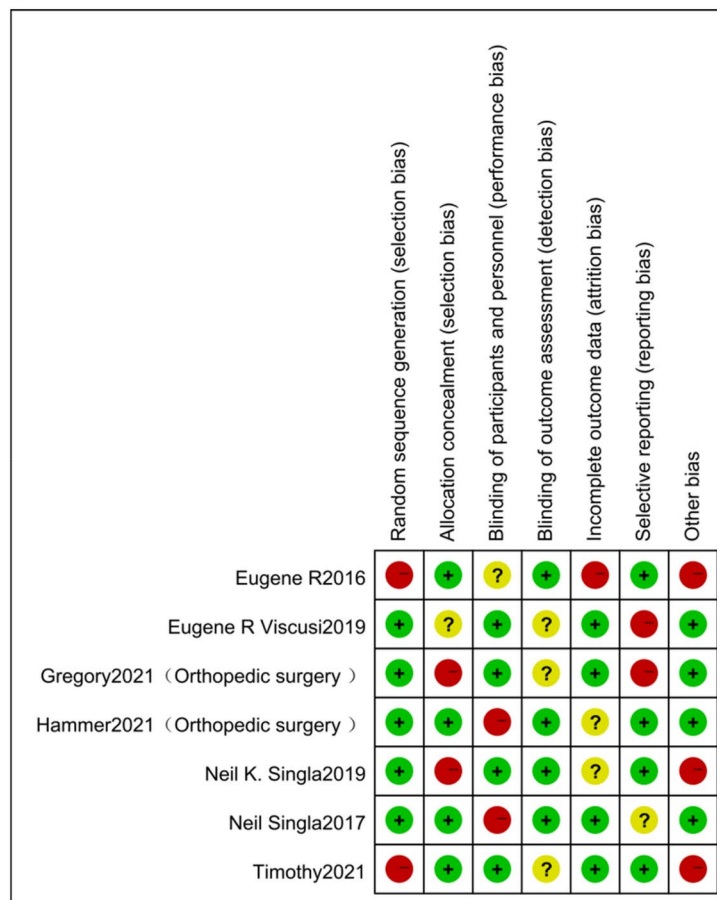 Random sequence generation (selection bias)
Allocation concealment (selection bias)
Blinding of participants and personnel (performance bias)
Blinding of outcome assessment (detection bias)
Incomplete outcome data (attrition bias)
Selective reporting (reporting bias)
Other bias
Eugene R2016 - + ? + - + -
Eugene R Viscusi2019 + ? + ? + - +
Gregory2021（Orthopedic surgery） + - + ? + - +
Hammer2021（Orthopedic surgery） + + - + ? + +
Neil K. Singla2019 + - + + ? + -
Neil Singla2017 + + - + + ? +
Timothy2021 - + + ? + + -